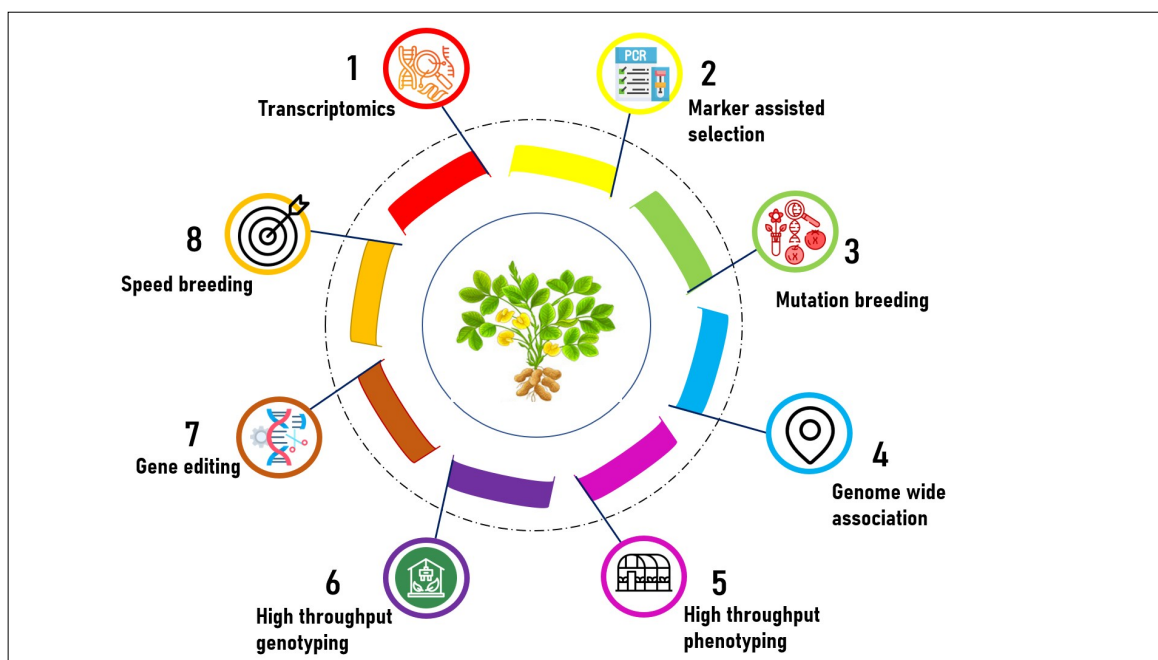 1
Transcriptomics
PCR
2
Marker assisted
selection
3
Mutation breeding
4
Genome wide
association
5
High throughput
phenotyping
6
High throughput
genotyping
7
Gene editing
8
Speed breeding